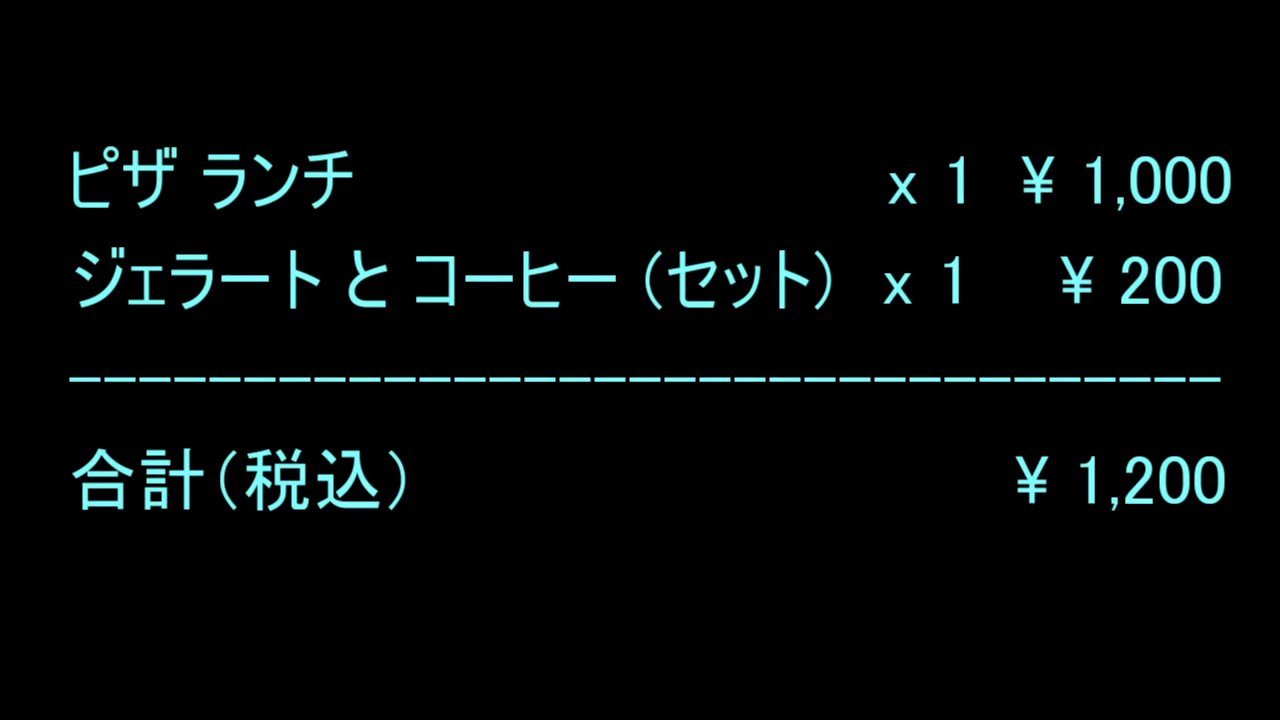 ピザ ランチ x 1 ¥ 1,000
ジェラート と コーヒー (セット) x 1 ¥ 200
---------------------------------
合計(税込) ¥ 1,200